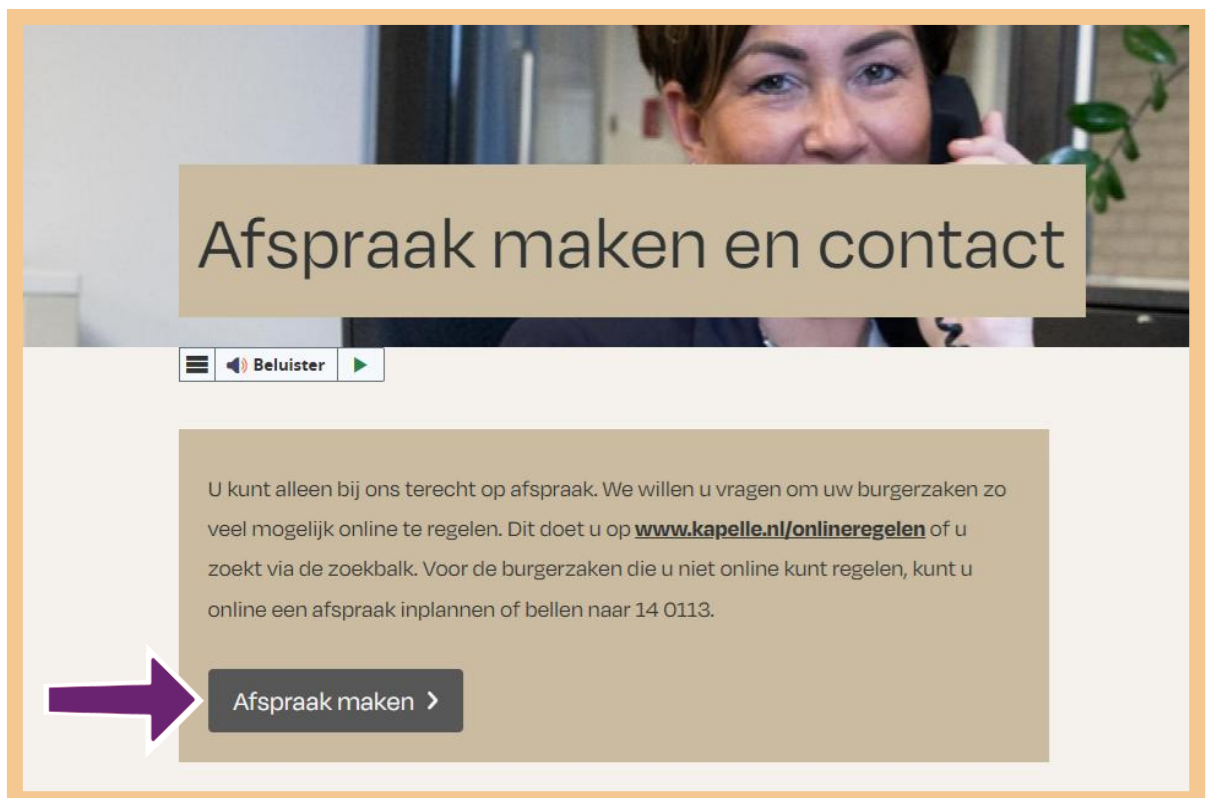 Afspraak maken en contact
Beluister
U kunt alleen bij ons terecht op afspraak. We willen u vragen om uw burgerzaken zo
veel mogelijk online te regelen. Dit doet u op www.kapelle.nl/onlineregelen of u
zoekt via de zoekbalk. Voor de burgerzaken die u niet online kunt regelen, kunt u
online een afspraak inplannen of bellen naar 14 0113.
Afspraak maken